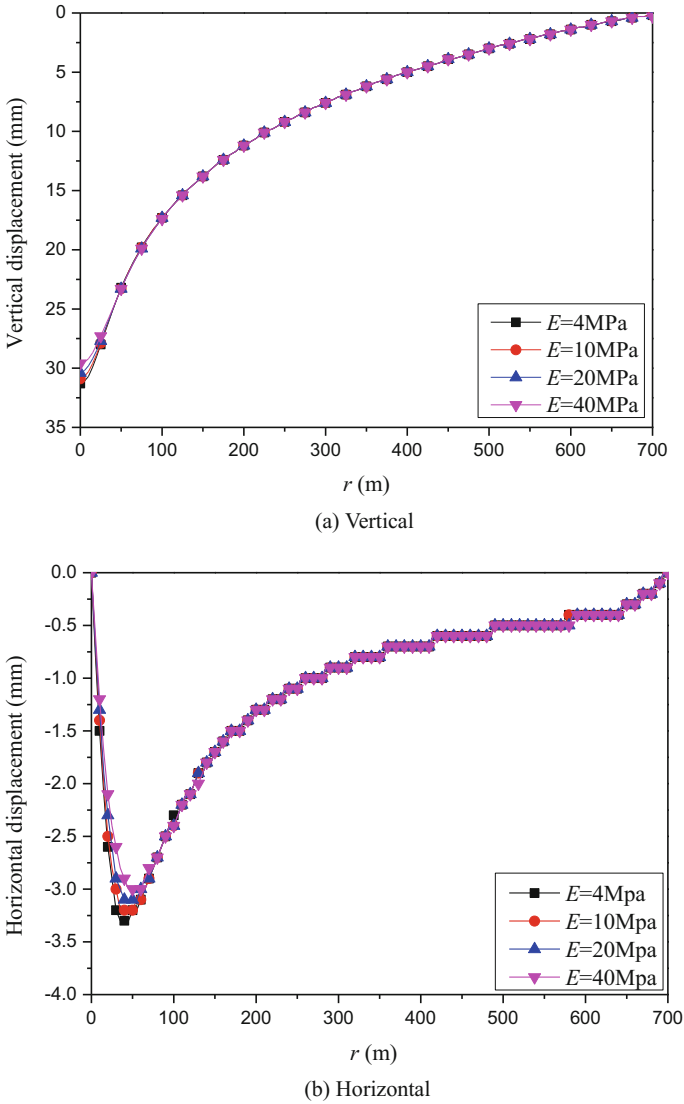 0
5
10
15
20
25
30
35
Vertical displacement (mm)
E=4MPa
E=10MPa
E=20MPa
E=40MPa
0 100 200 300 400 500 600 700
r (m)
(a) Vertical
0.0
-0.5
-1.0
-1.5
-2.0
-2.5
-3.0
-3.5
-4.0
Horizontal displacement (mm)
E=4Mpa
E=10Mpa
E=20Mpa
E=40Mpa
0 100 200 300 400 500 600 700
r (m)
(b) Horizontal